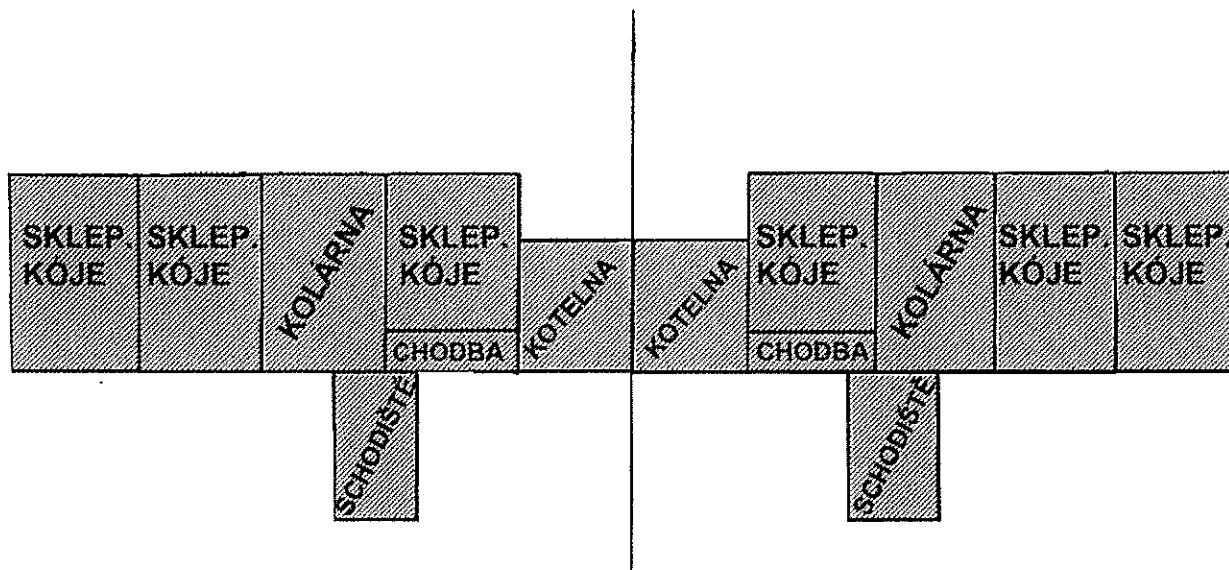 SKLEP.
KÓJE
SKLEP.
KÓJE
KOLÁRNA
SKLEP.
KÓJE
CHODBA
KOTELNA
KOTELNA
SKLEP.
KÓJE
CHODBA
KOLÁRNA
SKLEP.
KÓJE
SKLEP
KÓJE
SCHODIŠTĚ
SCHODIŠTĚ